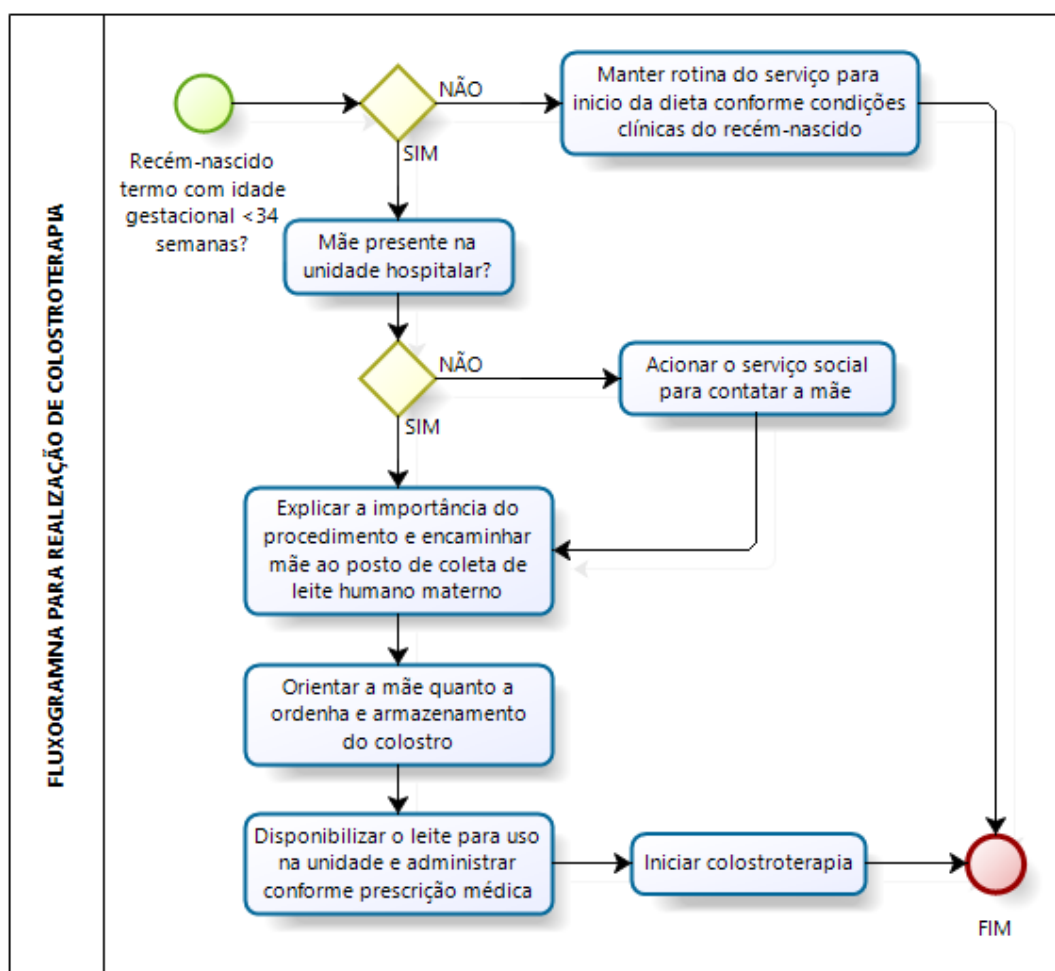 FLUXOGRAMNA PARA REALIZAÇÃO DE COLOSTROTERAPIA
Recém-nascido
termo com idade
gestacional <34
semanas?
NÃO
SIM
Manter rotina do serviço para
inicio da dieta conforme condições
clínicas do recém-nascido
Mãe presente na
unidade hospitalar?
NÃO
SIM
Acionar o serviço social
para contatar a mãe
Explicar a importância do
procedimento e encaminhar
mãe ao posto de coleta de
leite humano materno
Orientar a mãe quanto a
ordenha e armazenamento
do colostro
Disponibilizar o leite para uso
na unidade e administrar
conforme prescrição médica
Iniciar colostroterapia
FIM